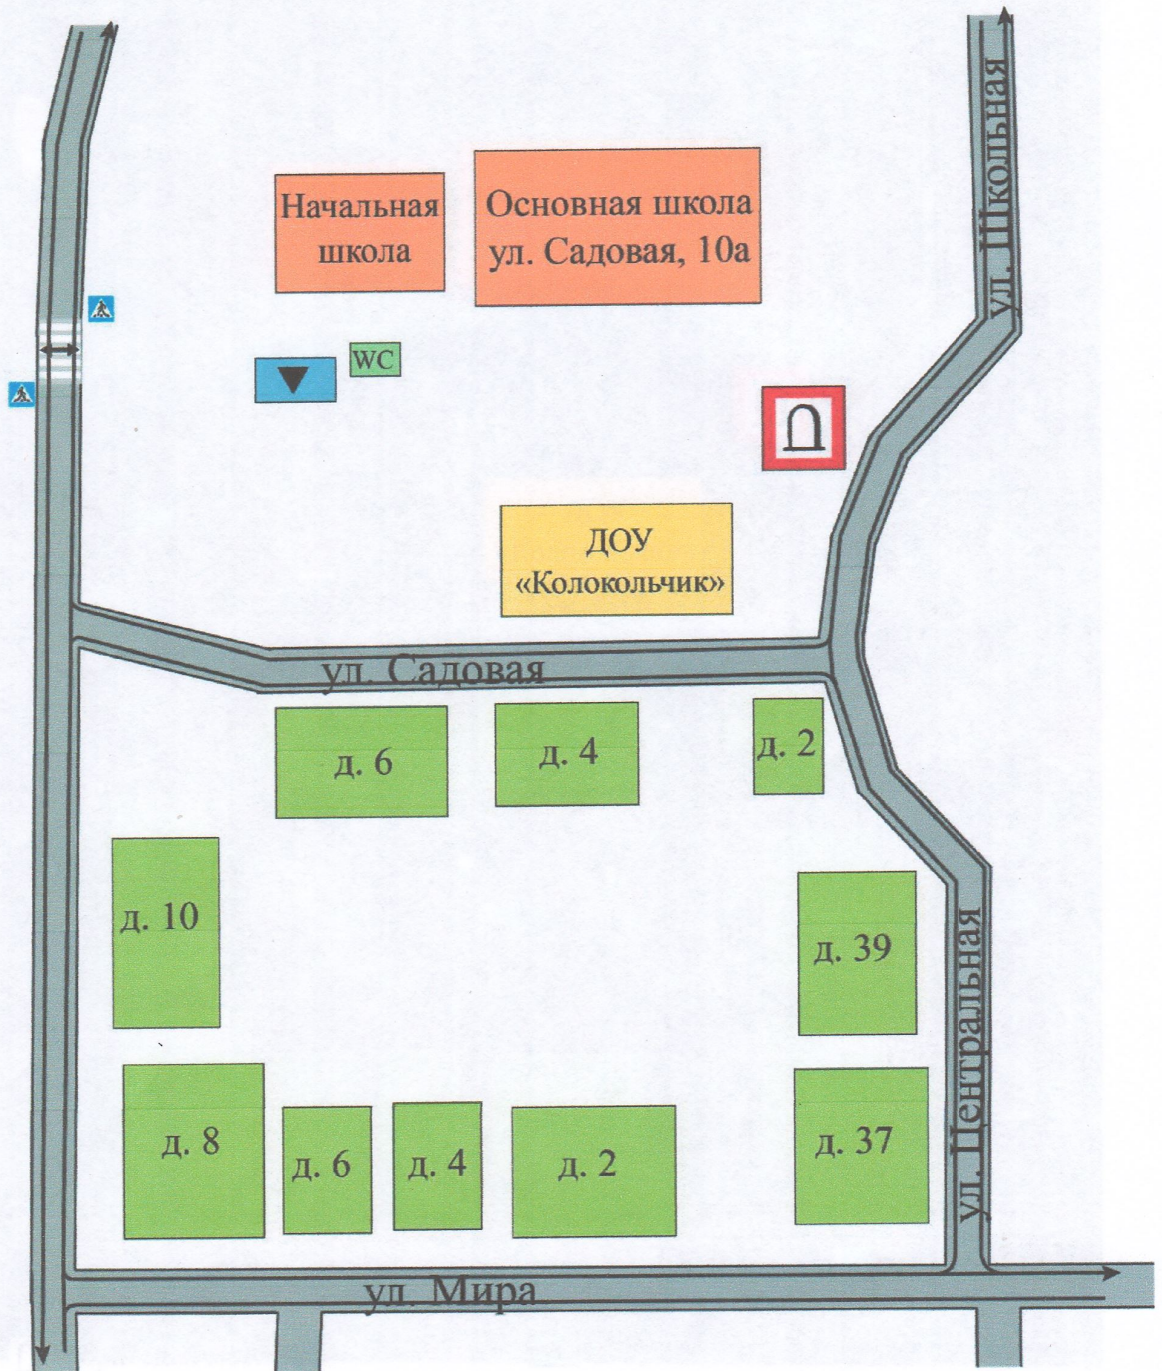 ул. Школьная
Начальная
школа
Основная школа
ул. Садовая, 10а
WC
ДОУ
«Колокольчик»
ул. Садовая
д. 6
д. 4
д. 2
д. 10
д. 39
ул. Центральная
д. 8
д. 6
д. 4
д. 2
д. 37
ул. Мира